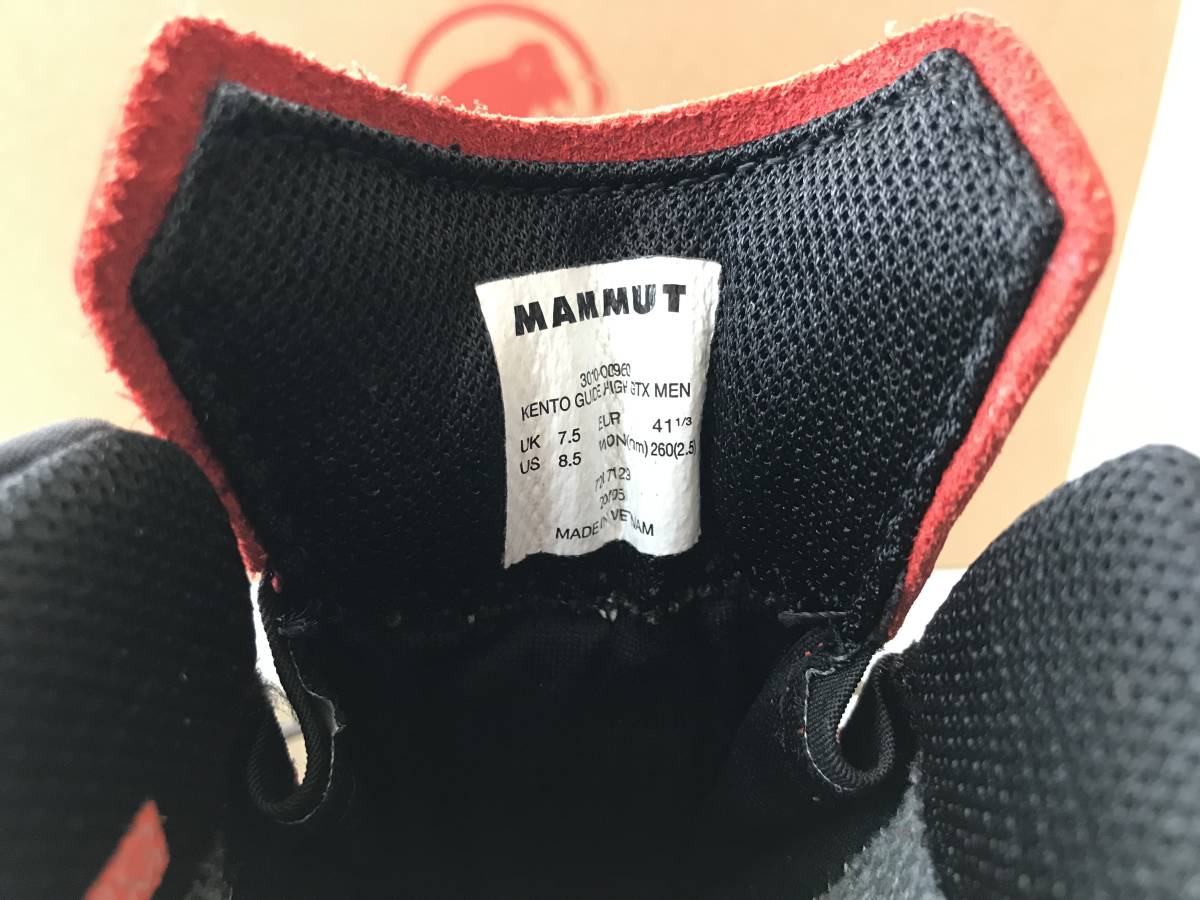 MAMMUT
3010-00960
KENTO GUIDE HIGH GTX MEN
UK 7.5 EUR 41 1/3
US 8.5 MON(mm) 260(2.5)
MADE IN VIETNAM